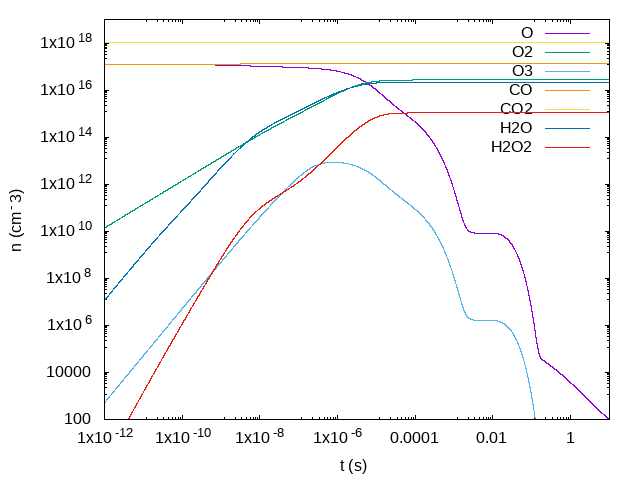 1x10 18
1x10 16
1x10 14
1x10 12
1x10 10
1x10 8
1x10 6
10000
100
n (cm- 3)
O
O2
O3
CO
CO2
H2O
H2O2
1x10 -12
1x10 -10
1x10 -8
1x10 -6
0.0001
0.01
1
t (s)